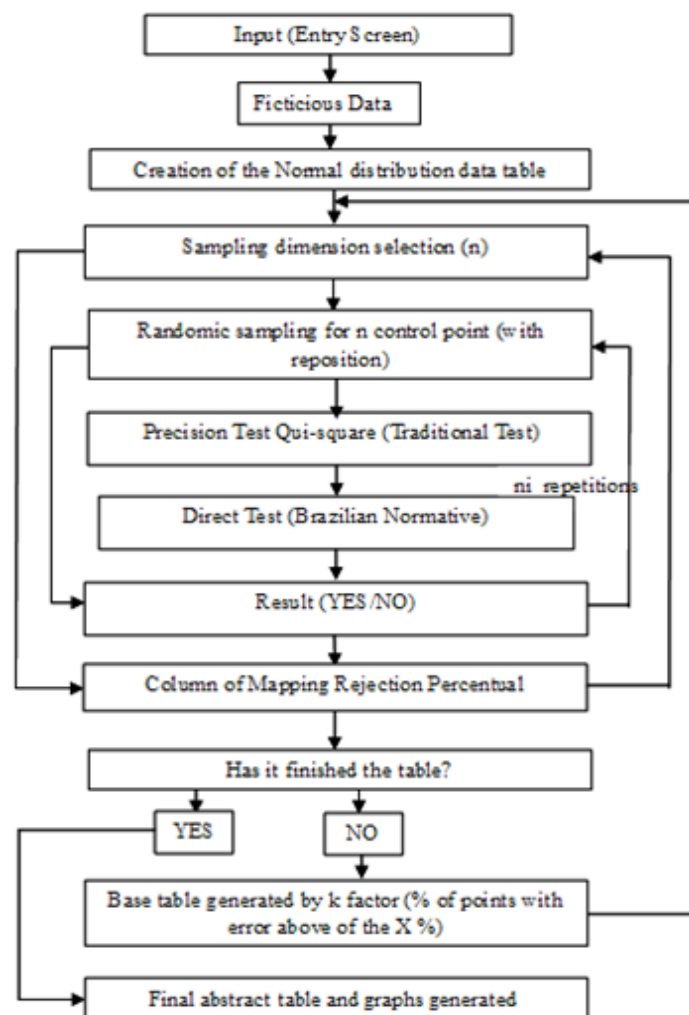 Input (Entry Screen)
Ficticious Data
Creation of the Normal distribution data table
Sampling dimension selection (n)
Randomic sampling for n control point (with
reposition)
Precision Test Qui-square (Traditional Test)
ni repetitions
Direct Test (Brazilian Normative)
Result (YES/NO)
Column of Mapping Rejection Percentual
Has it finished the table?
YES
NO
Base table generated by k factor (% of points with
error above of the X %)
Final abstract table and graphs generated